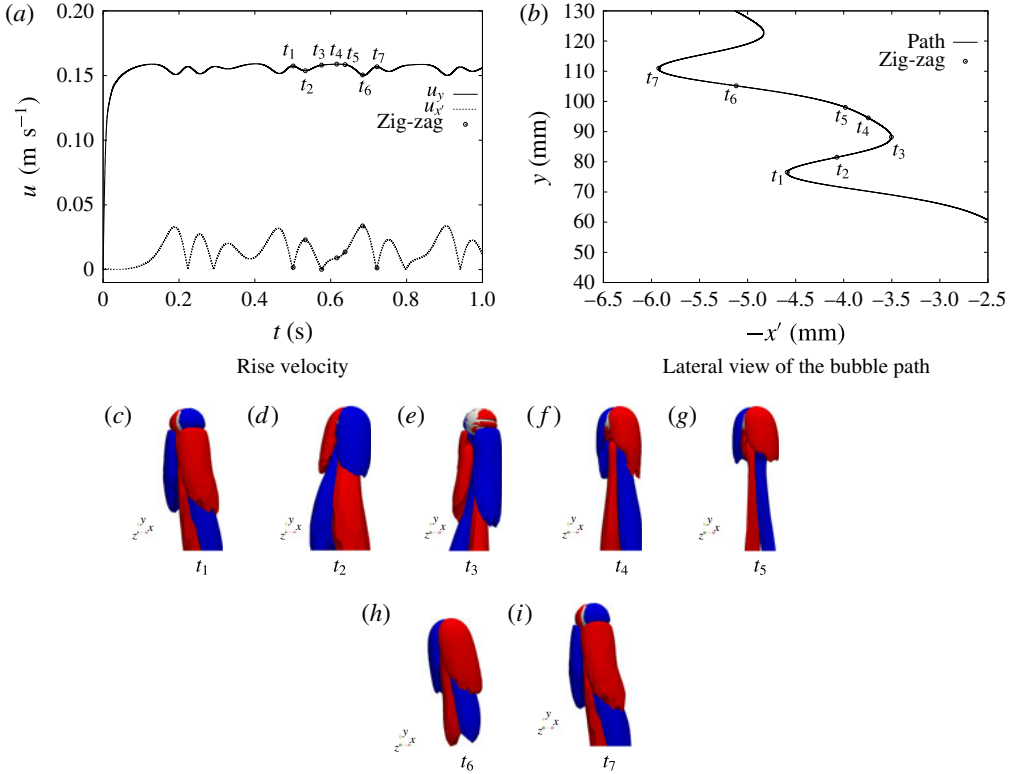 (a)
0.20
0.15
0.10
0.05
0
u (m s⁻¹)
t₁
t₂
t₃
t₄
t₅
t₆
t₇
u_y
u_x′
Zig-zag
0
0.2
0.4
0.6
0.8
1.0
t (s)
Rise velocity
(b)
130
120
110
100
90
80
70
60
50
40
y (mm)
Path
Zig-zag
t₇
t₆
t₅
t₄
t₃
t₂
t₁
–6.5
–6.0
–5.5
–5.0
–4.5
–4.0
–3.5
–3.0
–2.5
–x′ (mm)
Lateral view of the bubble path
(c)
y
z x
t₁
(d)
y
z x
t₂
(e)
y
z x
t₃
(f)
y
z x
t₄
(g)
y
z x
t₅
(h)
y
z x
t₆
(i)
y
z x
t₇